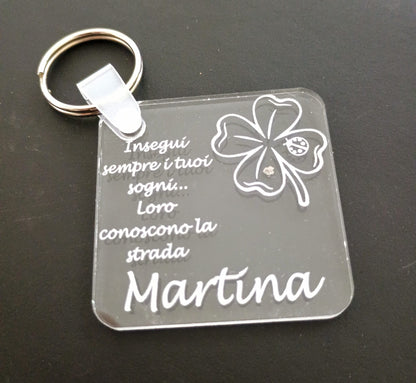 Insegui
sempre i tuoi
sogni...
Loro
conoscono la
strada
Martina